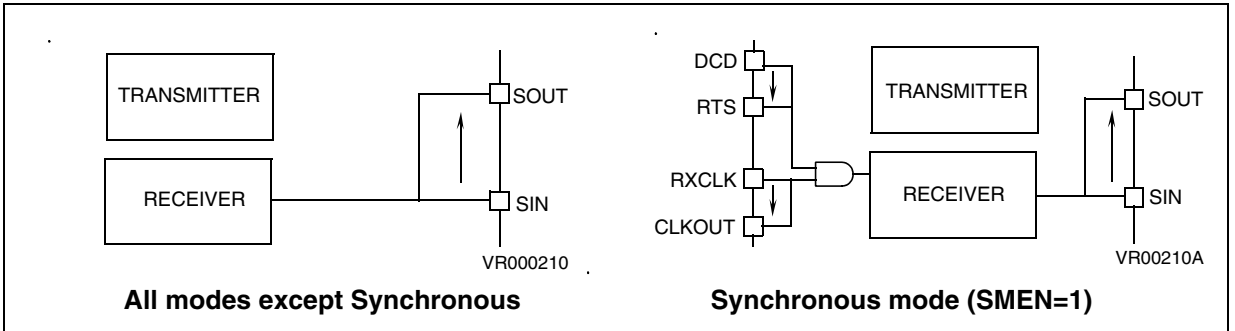 TRANSMITTER
SOUT
RECEIVER
SIN
VR000210
All modes except Synchronous
DCD
RTS
RXCLK
CLKOUT
TRANSMITTER
RECEIVER
SOUT
SIN
VR00210A
Synchronous mode (SMEN=1)